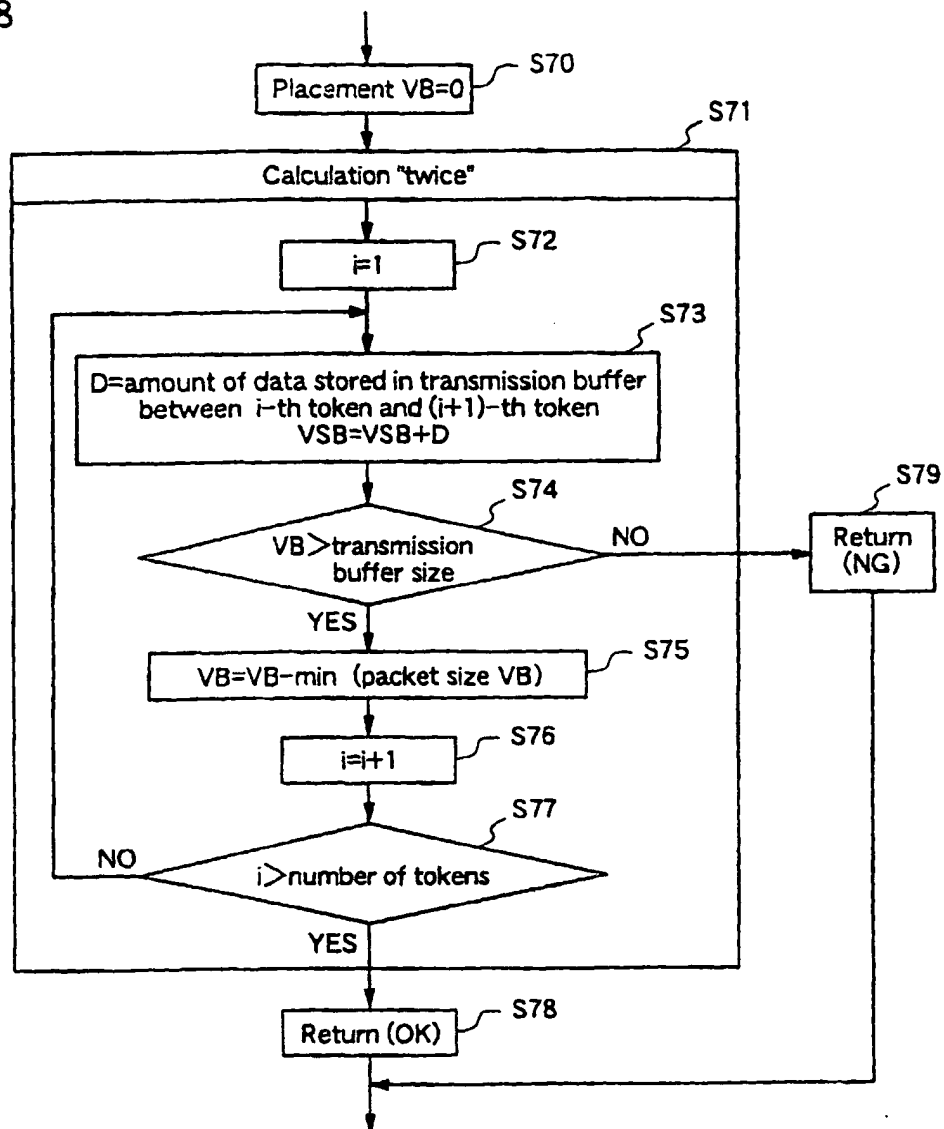 8
S70
Placement VB=0
S71
Calculation "twice"
S72
i=1
S73
D=amount of data stored in transmission buffer
between i-th token and (i+1)-th token
VSB=VSB+D
S74
VB>transmission
buffer size
NO
YES
S79
Return
(NG)
S75
VB=VB-min (packet size VB)
S76
i=i+1
S77
NO
i>number of tokens
YES
S78
Return (OK)